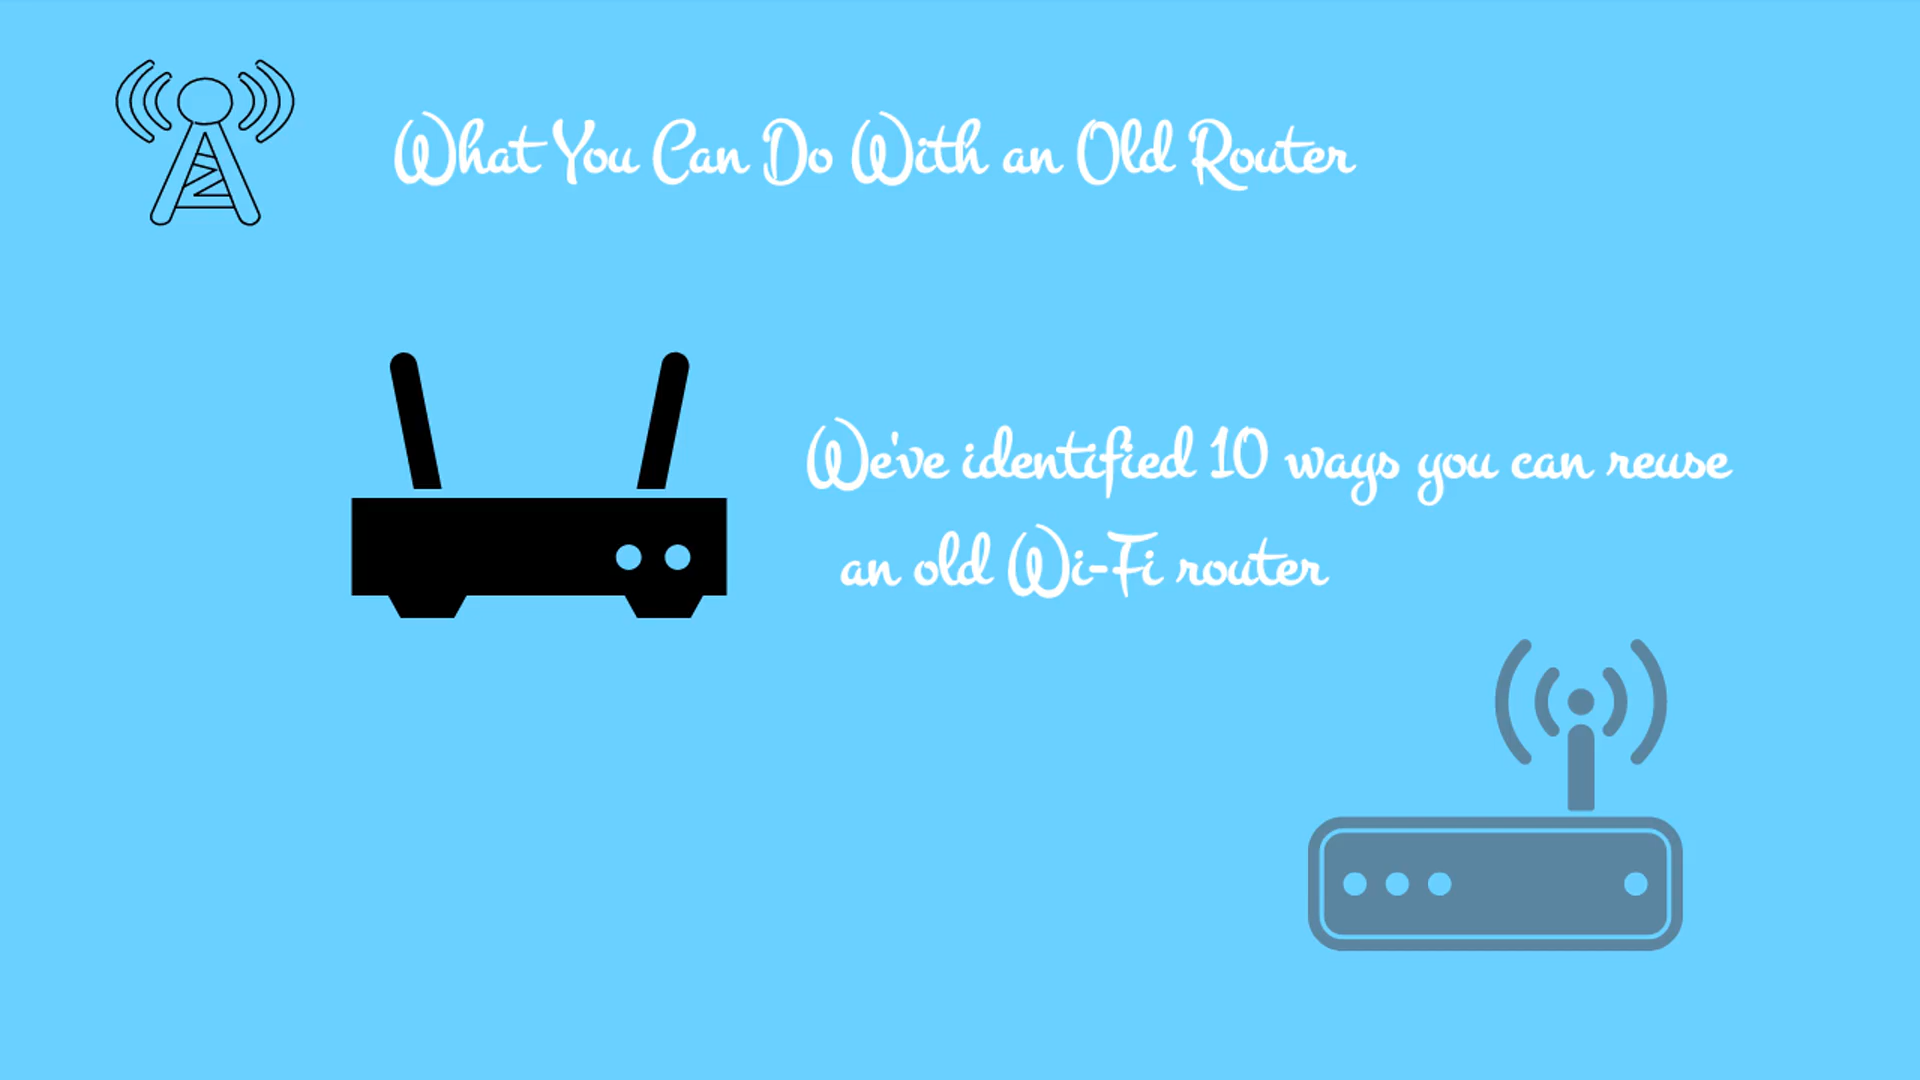 What You Can Do With an Old Router
We've identified 10 ways you can reuse
an old Wi-Fi router